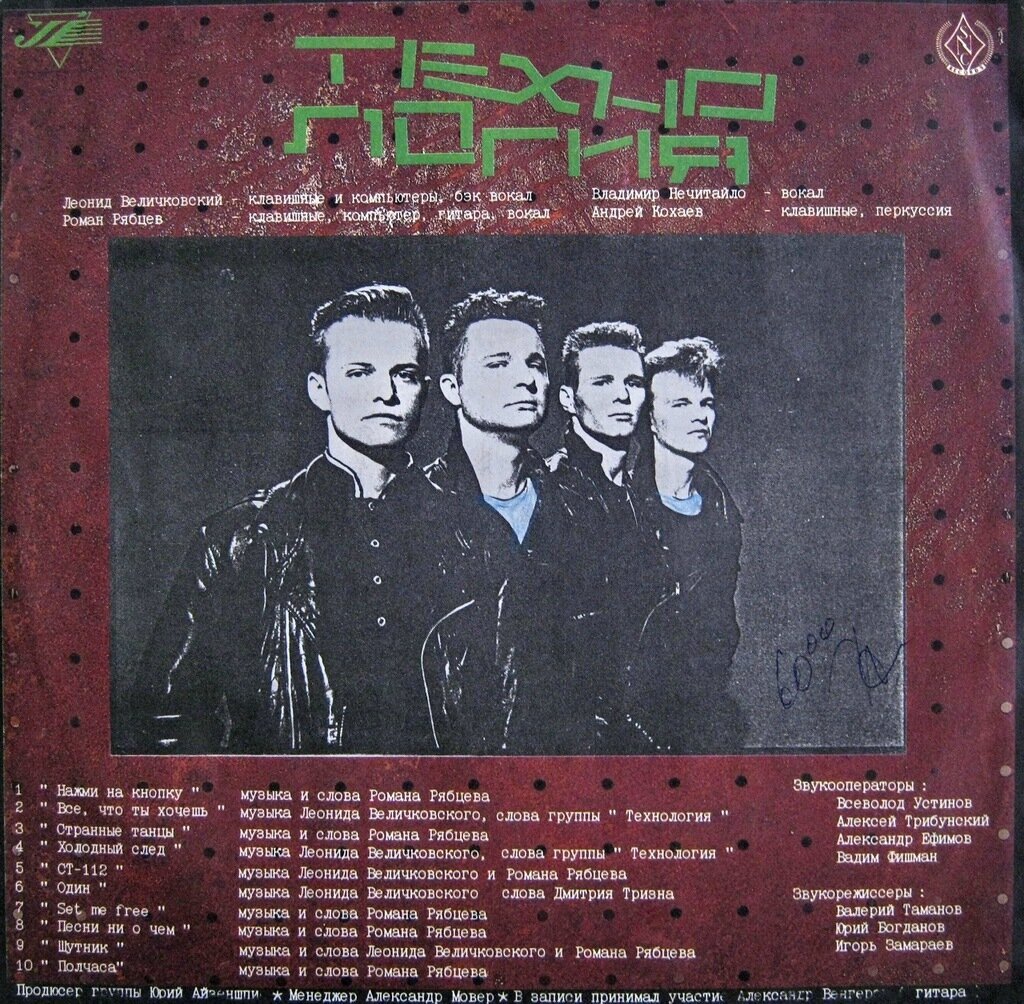 ТЕХНО
ЛОГИЯ
SNC
RECORDS
Леонид Величковский - клавишные и компьютеры, бэк вокал
Роман Рябцев - клавишные, компьютер, гитара, вокал
Владимир Нечитайло - вокал
Андрей Кохаев - клавишные, перкуссия
1 " Нажми на кнопку " музыка и слова Романа Рябцева
2 " Все, что ты хочешь " музыка Леонида Величковского, слова группы " Технология "
3 " Странные танцы " музыка и слова Романа Рябцева
4 " Холодный след " музыка Леонида Величковского, слова группы " Технология "
5 " СТ-112 " музыка Леонида Величковского и Романа Рябцева
6 " Один " музыка Леонида Величковского слова Дмитрия Тризна
7 " Set me free " музыка и слова Романа Рябцева
8 " Песни ни о чем " музыка и слова Романа Рябцева
9 " Шутник " музыка и слова Леонида Величковского и Романа Рябцева
10 " Полчаса" музыка и слова Романа Рябцева
Звукооператоры :
Всеволод Устинов
Алексей Трибунский
Александр Ефимов
Вадим Фишман
Звукорежиссеры :
Валерий Таманов
Юрий Богданов
Игорь Замараев
Продюсер группы Юрий Айзеншпис ★ Менеджер Александр Мовер ★ В записи принимал участие Александр гитара